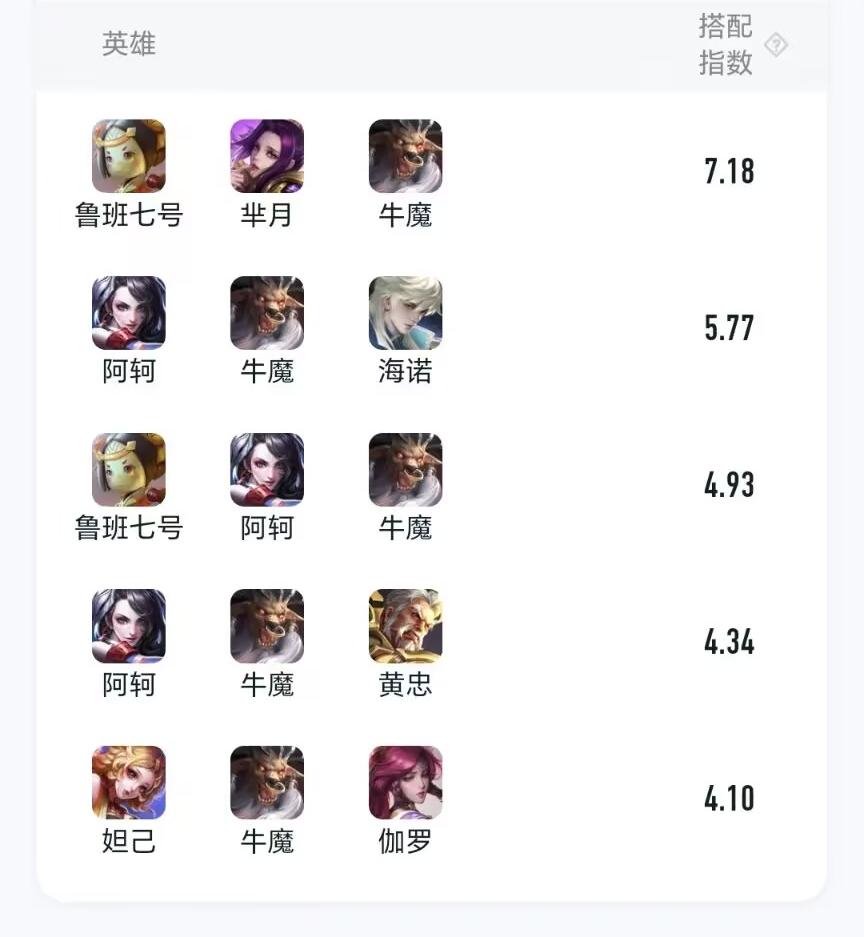 英雄
搭配
指数
鲁班七号 芈月 牛魔 7.18
阿轲 牛魔 海诺 5.77
鲁班七号 阿轲 牛魔 4.93
阿轲 牛魔 黄忠 4.34
妲己 牛魔 伽罗 4.10